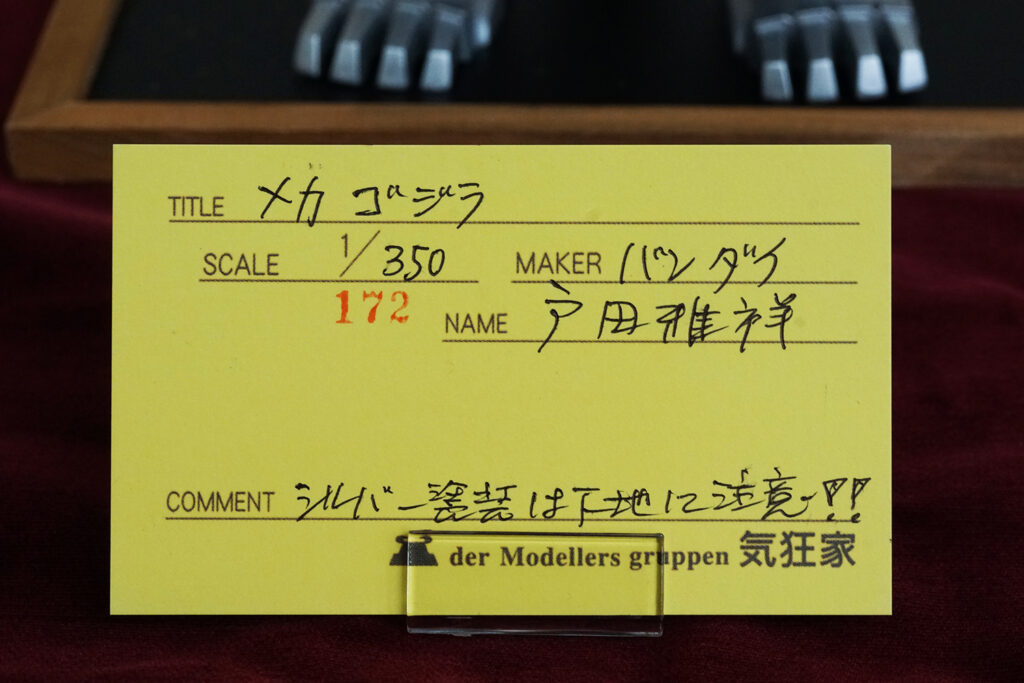 TITLE メカゴジラ
SCALE 1/350 MAKER バンダイ
172
NAME 戸田雅祥
COMMENT シルバー塗装は下地に注意!!
der Modellers gruppen 気狂家